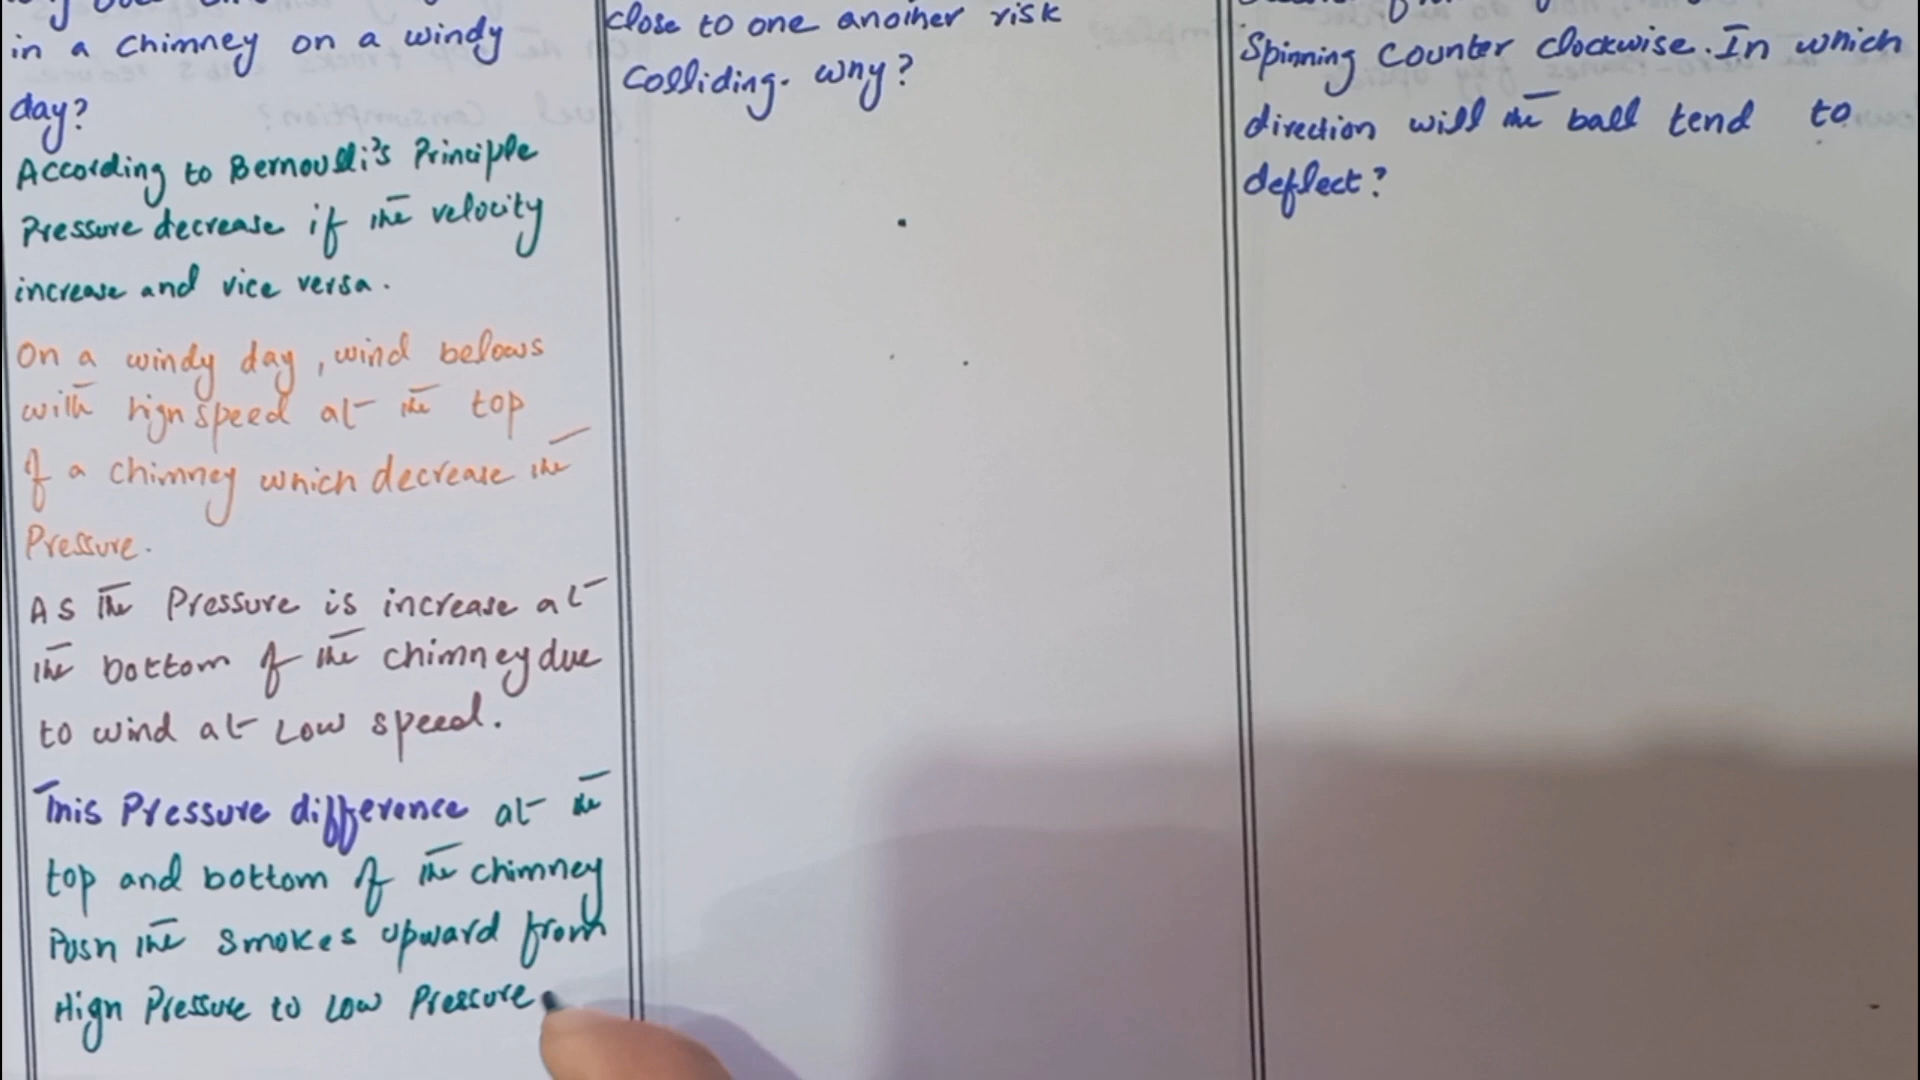 in a chimney on a windy
day?
According to Bernoulli's Principle
Pressure decrease if the velocity
increase and vice versa.
On a windy day, wind belows
with high speed at the top
of a chimney which decrease the
Pressure.
As the Pressure is increase at
the bottom of the chimney due
to wind at Low speed.
This Pressure difference at the
top and bottom of the chimney
Push the smokes upward from
High Pressure to Low Pressure
close to one another risk
colliding. why?
Spinning counter clockwise. In which
direction will the ball tend to
deflect?